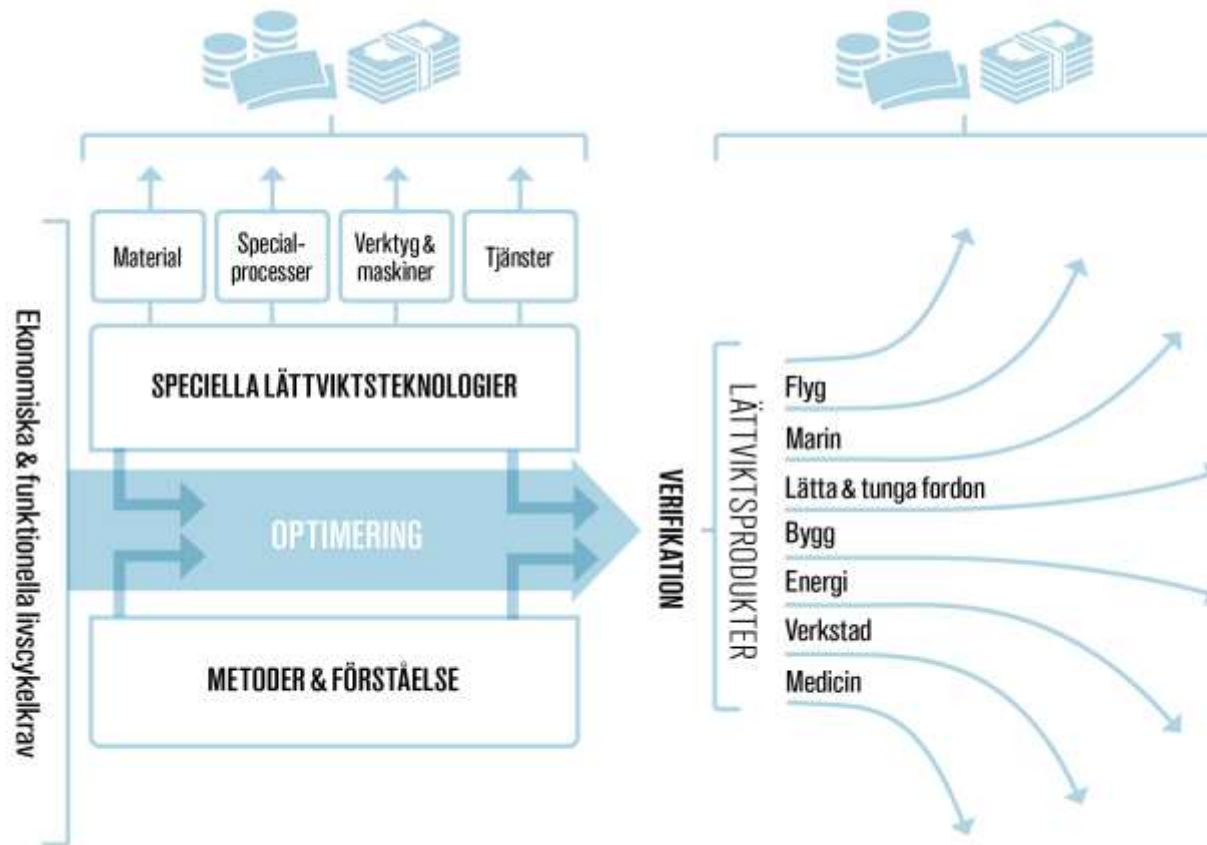 Ekonomiska & funktionella livscykelkrav
Material
Special-
processer
Verktyg &
maskiner
Tjänster
SPECIELLA LÄTTVIKTSTEKNOLOGIER
OPTIMERING
METODER & FÖRSTÅELSE
VERIFIKATION
LÄTTVIKTSPRODUKTER
Flyg
Marin
Lätta & tunga fordon
Bygg
Energi
Verkstad
Medicin